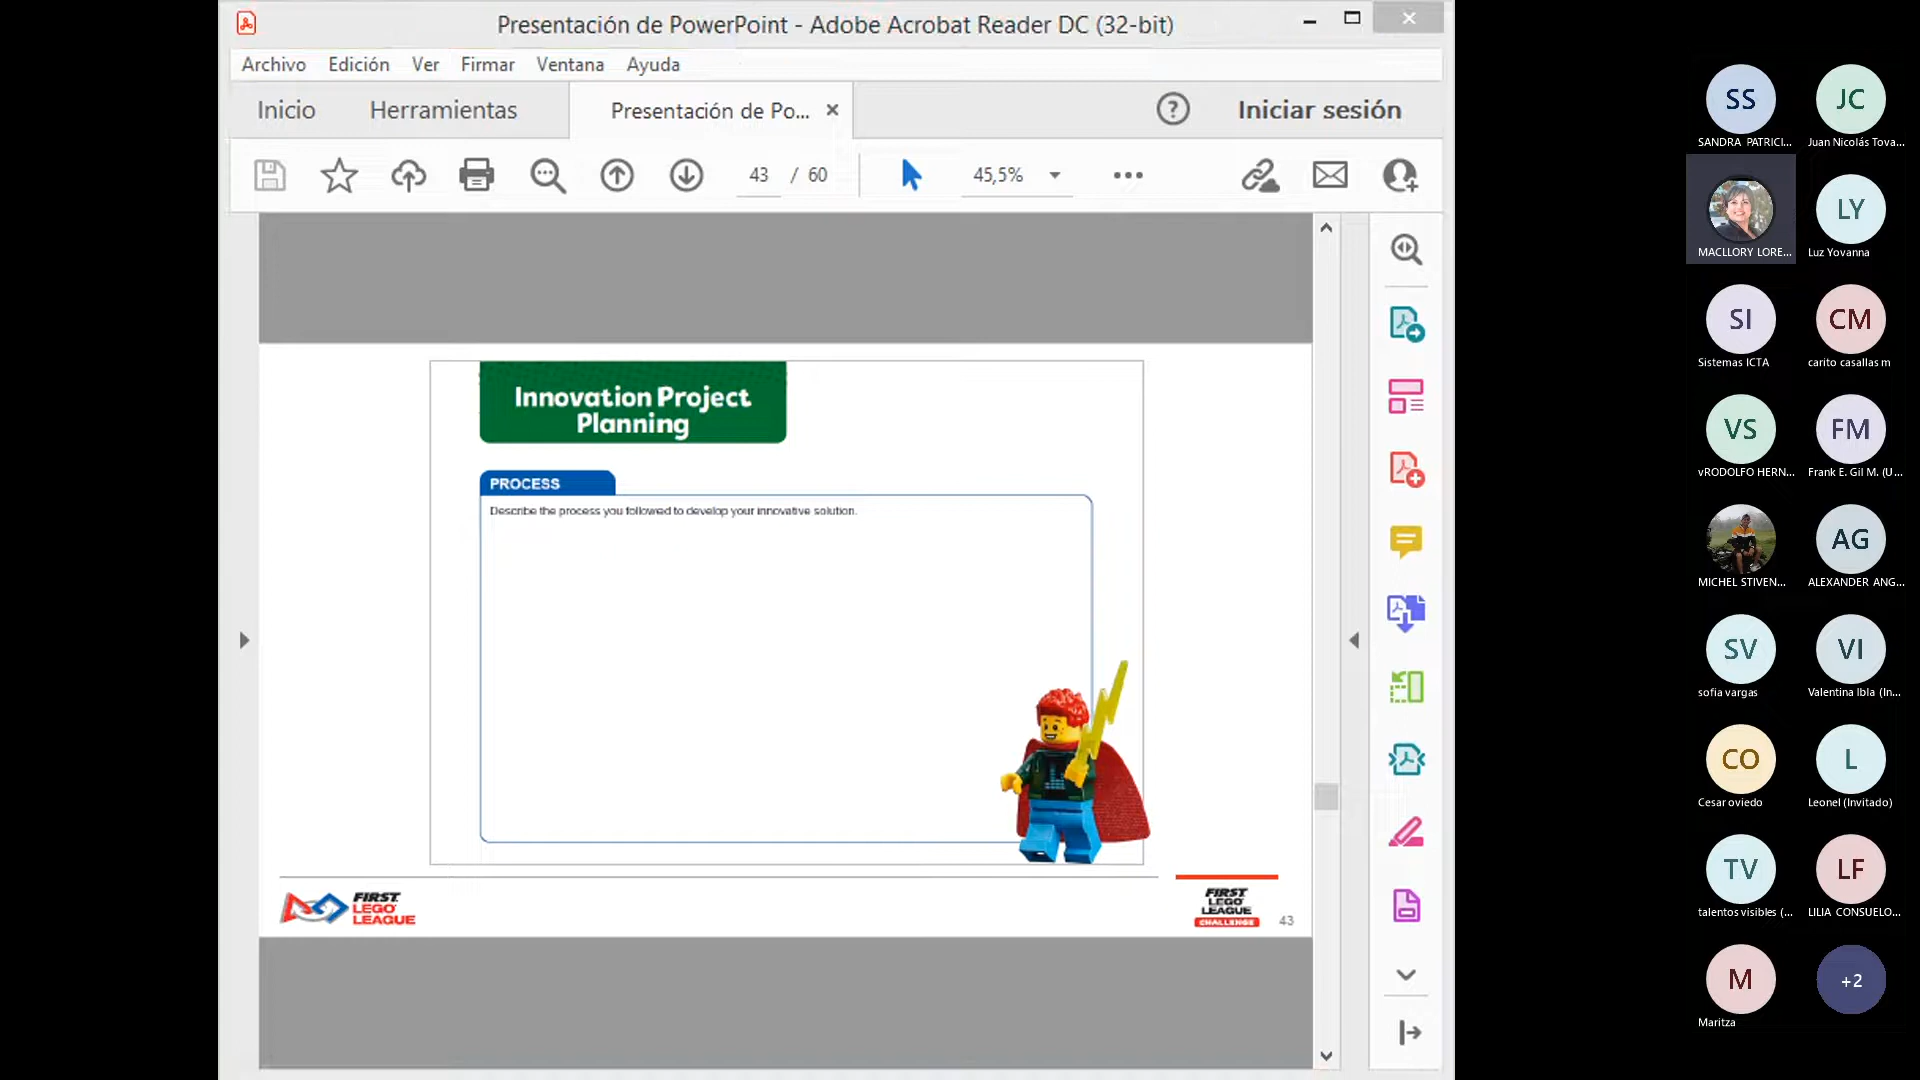 Presentación de PowerPoint - Adobe Acrobat Reader DC (32-bit)
Archivo Edición Ver Firmar Ventana Ayuda
Inicio Herramientas Presentación de Po... Iniciar sesión
43 / 60 45,5%
Innovation Project
Planning
PROCESS
Describe the process you followed to develop your innovative solution.
FIRST
LEGO
LEAGUE
FIRST
LEGO
LEAGUE
CHALLENGE
43
SS JC
SANDRA PATRICI... Juan Nicolás Tova...
LY
MACLLORY LORE... Luz Yovanna
SI CM
Sistemas ICTA carito casallas m
VS FM
vRODOLFO HERN... Frank E. Gil M. (U...
AG
MICHEL STIVEN... ALEXANDER ANG...
SV VI
sofia vargas Valentina Ibla (In...
CO L
Cesar oviedo Leonel (Invitado)
TV LF
talentos visibles (... LILIA CONSUELO...
M +2
Maritza